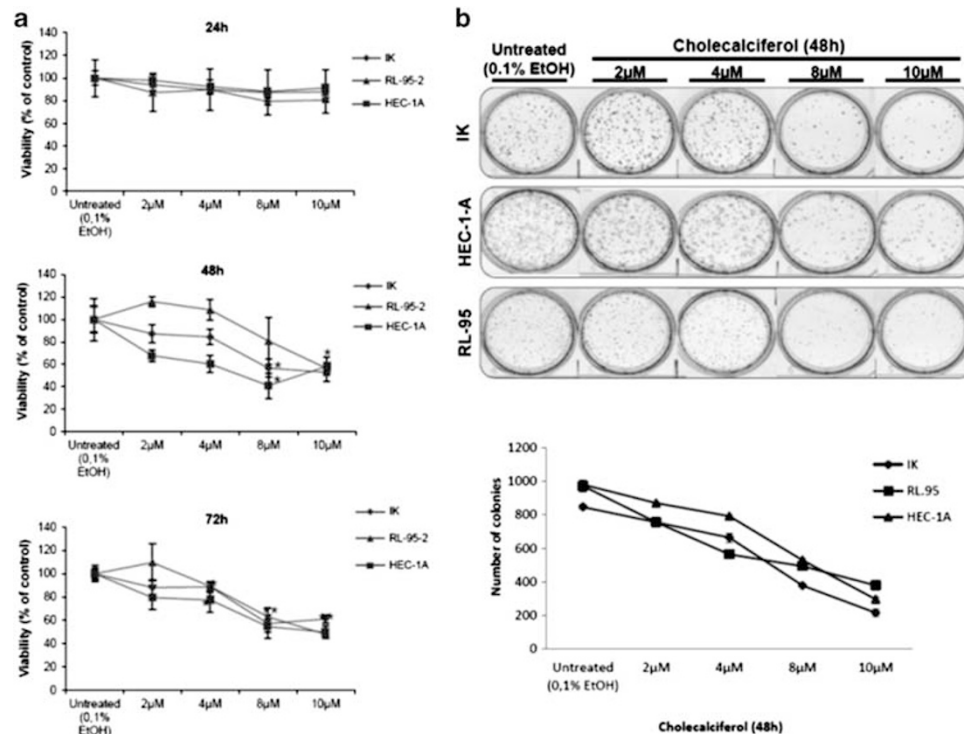 a
24h
Viability (% of control)
140
120
100
80
60
40
20
0
Untreated
(0,1%
EtOH)
2µM
4µM
8µM
10µM
IK
RL-95-2
HEC-1A
48h
Viability (% of control)
140
120
100
80
60
40
20
0
Untreated
(0,1%
EtOH)
2µM
4µM
8µM
10µM
IK
RL-95-2
HEC-1A
*
*
*
72h
Viability (% of control)
140
120
100
80
60
40
20
0
Untreated
(0,1%
EtOH)
2µM
4µM
8µM
10µM
IK
RL-95-2
HEC-1A
b
Untreated
(0.1% EtOH)
Cholecalciferol (48h)
2µM
4µM
8µM
10µM
IK
HEC-1-A
RL-95
Number of colonies
1200
1000
800
600
400
200
0
Untreated
(0,1% EtOH)
2µM
4µM
8µM
10µM
IK
RL.95
HEC-1A
Cholecalciferol (48h)